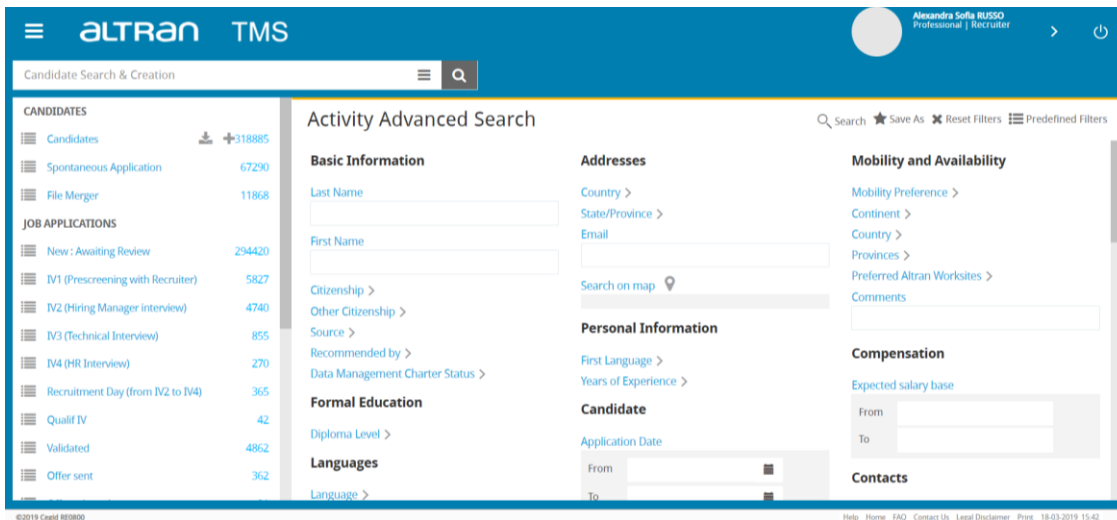 ALTRAN TMS
Alexandra Sofia RUSSO
Professional | Recruiter
Candidate Search & Creation
CANDIDATES
Candidates 318885
Spontaneous Application 67290
File Merger 11868
JOB APPLICATIONS
New : Awaiting Review 294420
IV1 (Prescreening with Recruiter) 5827
IV2 (Hiring Manager interview) 4740
IV3 (Technical Interview) 855
IV4 (HR Interview) 270
Recruitment Day (from IV2 to IV4) 365
Qualif IV 42
Validated 4862
Offer sent 362
Activity Advanced Search
Search Save As Reset Filters Predefined Filters
Basic Information
Last Name
First Name
Citizenship >
Other Citizenship >
Source >
Recommended by >
Data Management Charter Status >
Formal Education
Diploma Level >
Languages
Language >
Addresses
Country >
State/Province >
Email
Search on map
Personal Information
First Language >
Years of Experience >
Candidate
Application Date
From
To
Mobility and Availability
Mobility Preference >
Continent >
Country >
Provinces >
Preferred Altran Worksites >
Comments
Compensation
Expected salary base
From
To
Contacts
©2019 Cegid RE0800
Help Home FAQ Contact Us Legal Disclaimer Print 18-03-2019 15:42